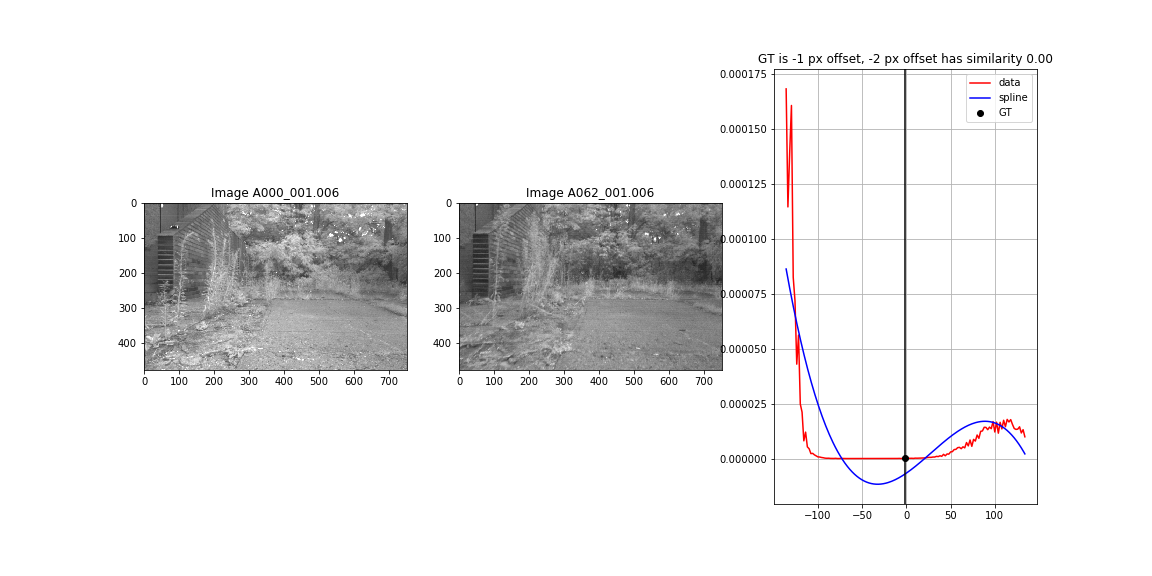 GT is -1 px offset, -2 px offset has similarity 0.00
0.000175
0.000150
0.000125
0.000100
0.000075
0.000050
0.000025
0.000000
−100 −50 0 50 100
data
spline
GT
Image A000_001.006
0
100
200
300
400
0 100 200 300 400 500 600 700
Image A062_001.006
0
100
200
300
400
0 100 200 300 400 500 600 700